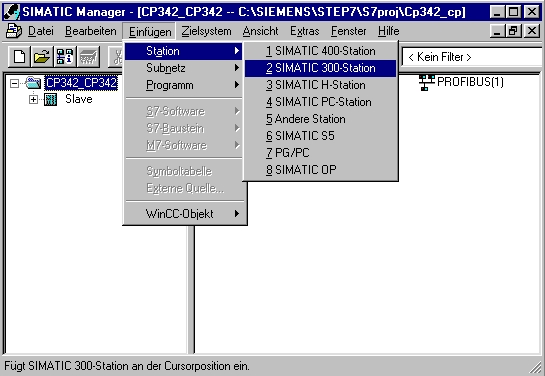 SIMATIC Manager - [CP342_CP342 -- C:\SIEMENS\STEP7\S7proj\Cp342_cp]
Datei Bearbeiten Einfügen Zielsystem Ansicht Extras Fenster Hilfe
< Kein Filter >
CP342_CP342
Slave
Station
Subnetz
Programm
S7-Software
S7-Baustein
M7-Software
Symboltabelle
Externe Quelle...
WinCC-Objekt
1 SIMATIC 400-Station
2 SIMATIC 300-Station
3 SIMATIC H-Station
4 SIMATIC PC-Station
5 Andere Station
6 SIMATIC S5
7 PG/PC
8 SIMATIC OP
PROFIBUS(1)
Fügt SIMATIC 300-Station an der Cursorposition ein.